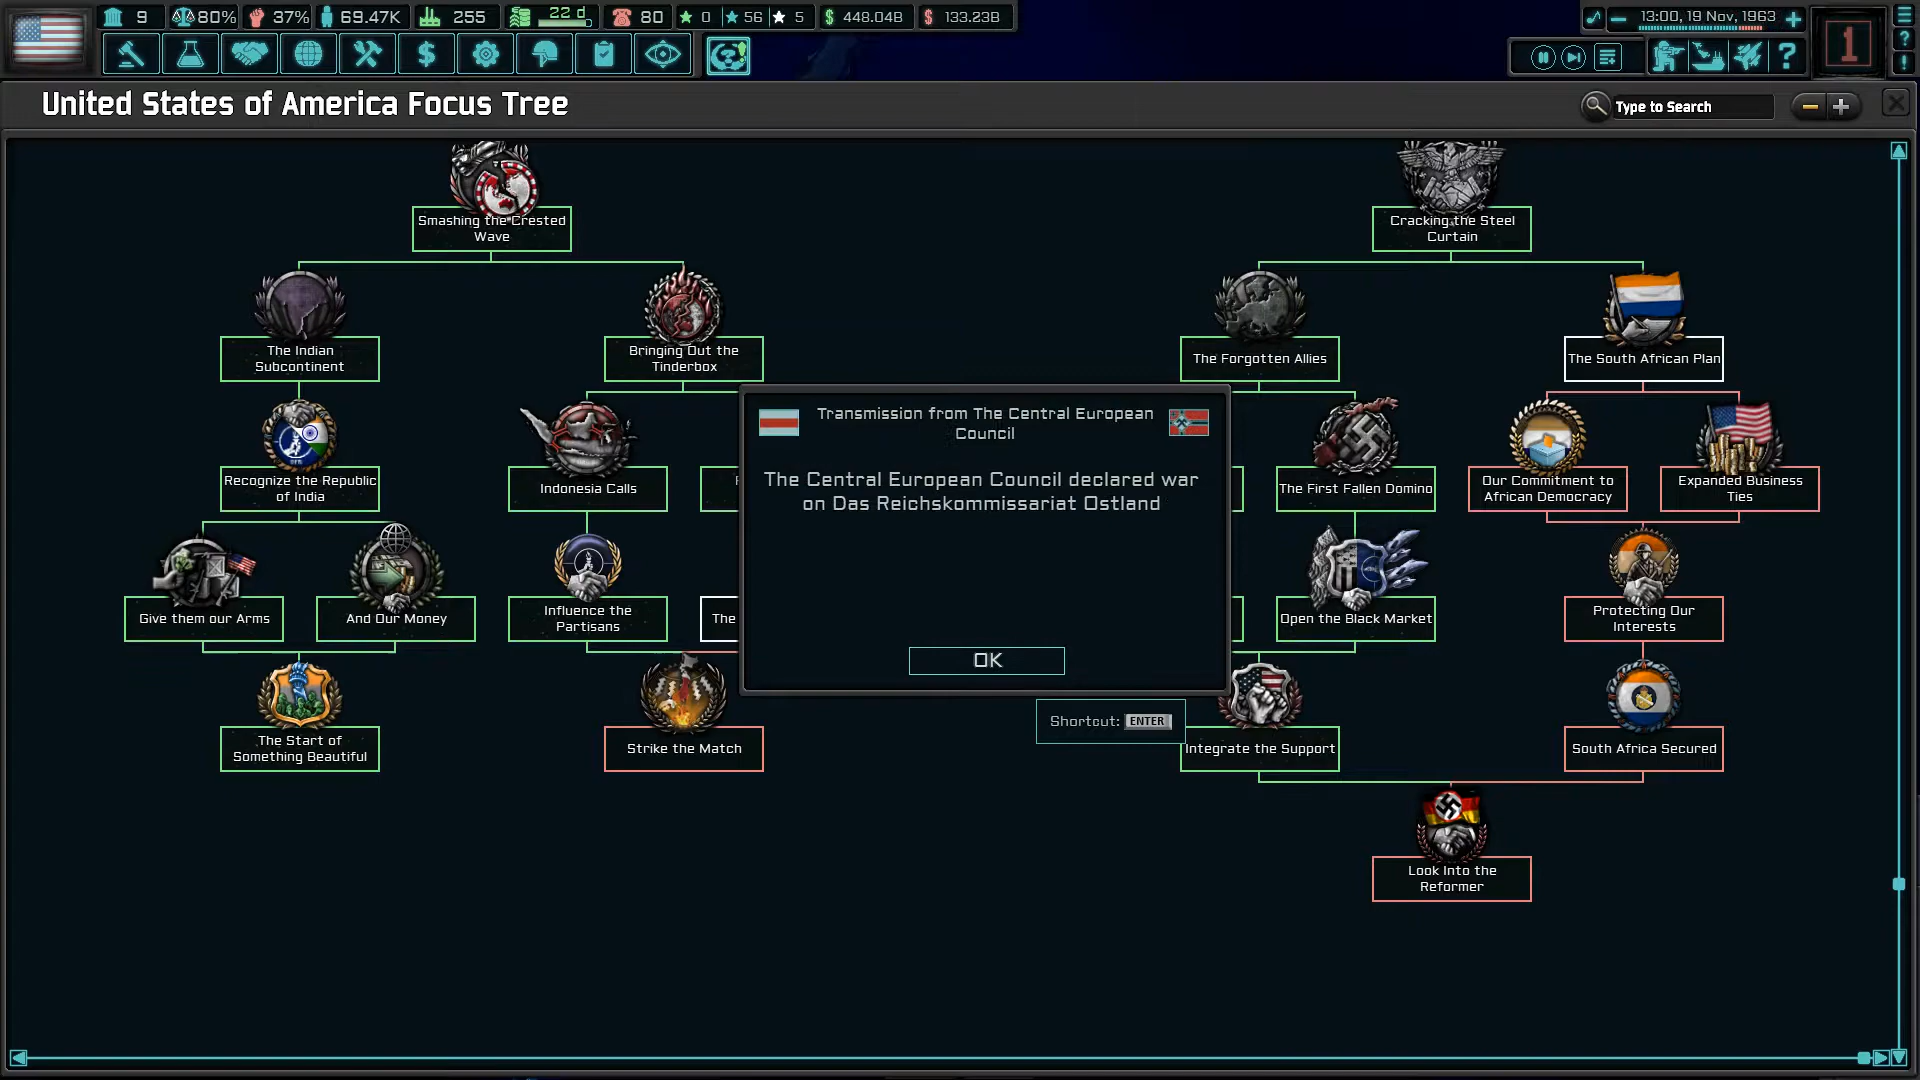 9
80%
37%
69.47K
255
22 d
80
0
56
5
$ 448.04B
$ 133.23B
13:00, 19 Nov, 1963
1
United States of America Focus Tree
Type to Search
Smashing the Crested
Wave
Cracking the Steel
Curtain
The Indian
Subcontinent
Bringing Out the
Tinderbox
The Forgotten Allies
The South African Plan
Transmission from The Central European
Council
The Central European Council declared war
on Das Reichskommissariat Ostland
OK
Shortcut: ENTER
Recognize the Republic
of India
Indonesia Calls
The First Fallen Domino
Our Commitment to
African Democracy
Expanded Business
Ties
Give them our Arms
And Our Money
Influence the
Partisans
The
Open the Black Market
Protecting Our
Interests
The Start of
Something Beautiful
Strike the Match
Integrate the Support
South Africa Secured
Look Into the
Reformer